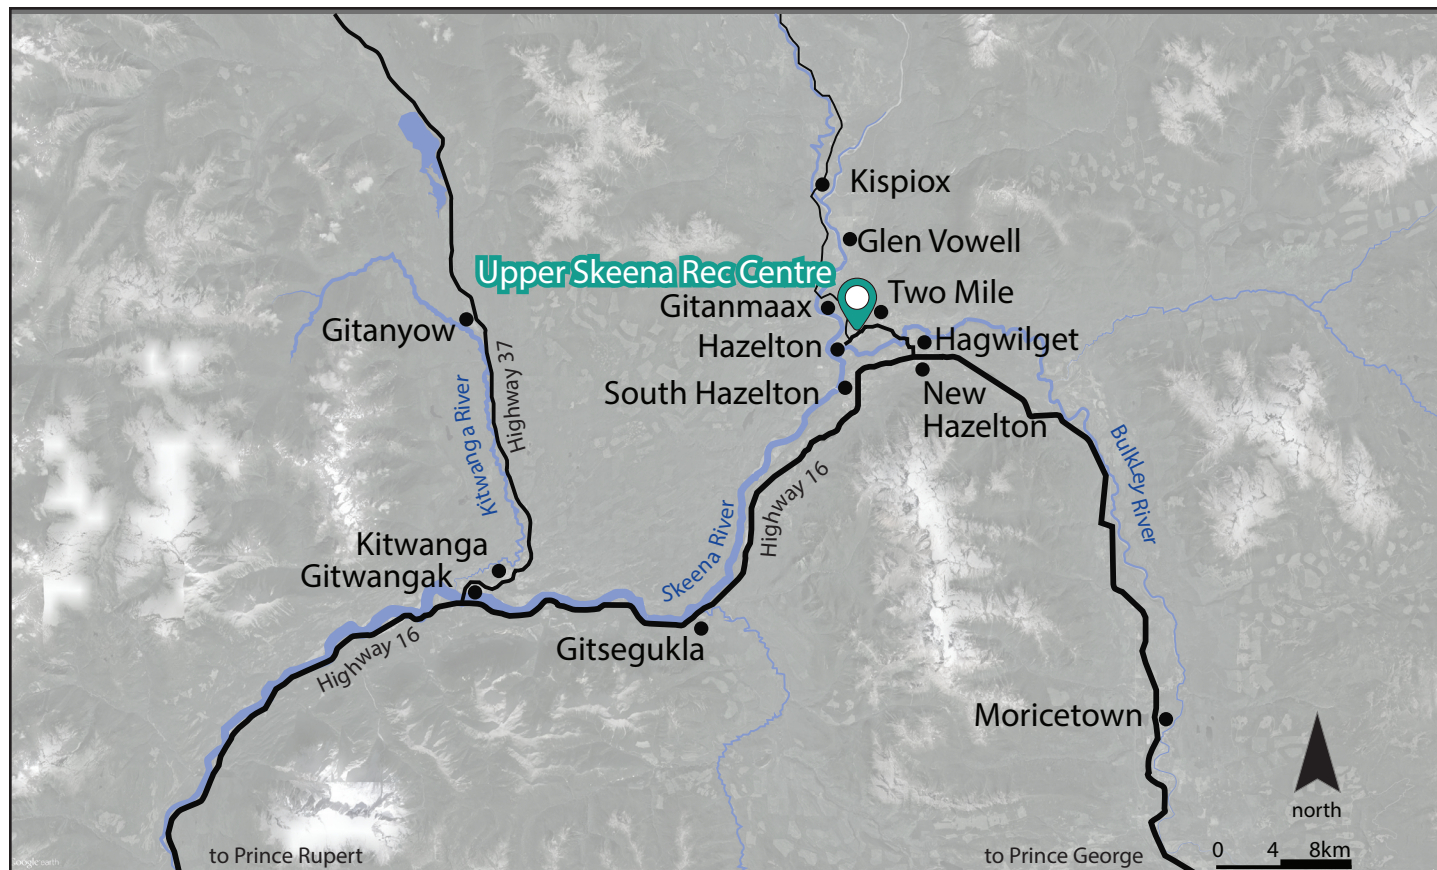 Kispiox
Glen Vowell
Upper Skeena Rec Centre
Two Mile
Gitanmaax
Gitanyow
Hazelton
Hagwilget
Highway 37
Kitwanga River
South Hazelton
New
Hazelton
BulkLey River
Highway 16
Skeena River
Kitwanga
Gitwangak
Gitsegukla
Highway 16
Moricetown
north
to Prince Rupert
to Prince George
0 4 8km
Google earth